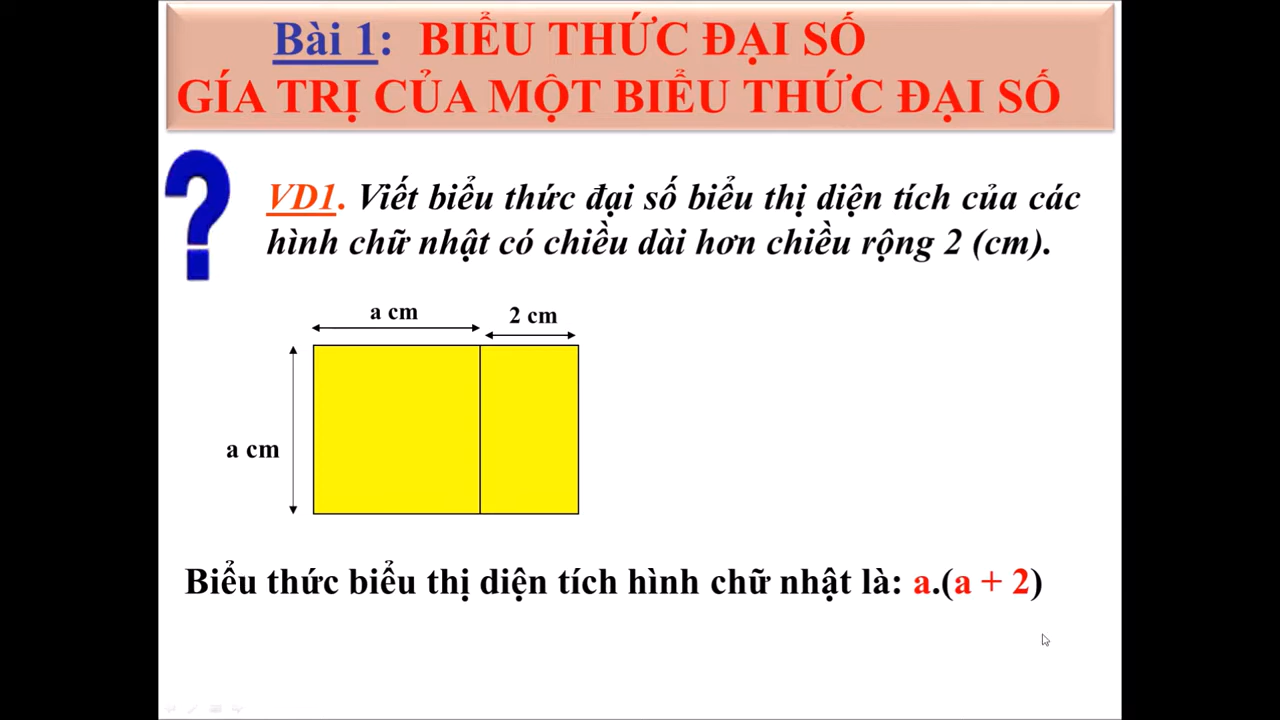 Bài 1: BIỂU THỨC ĐẠI SỐ
GÍA TRỊ CỦA MỘT BIỂU THỨC ĐẠI SỐ
?
VD1. Viết biểu thức đại số biểu thị diện tích của các
hình chữ nhật có chiều dài hơn chiều rộng 2 (cm).
a cm
2 cm
a cm
Biểu thức biểu thị diện tích hình chữ nhật là: a.(a + 2)